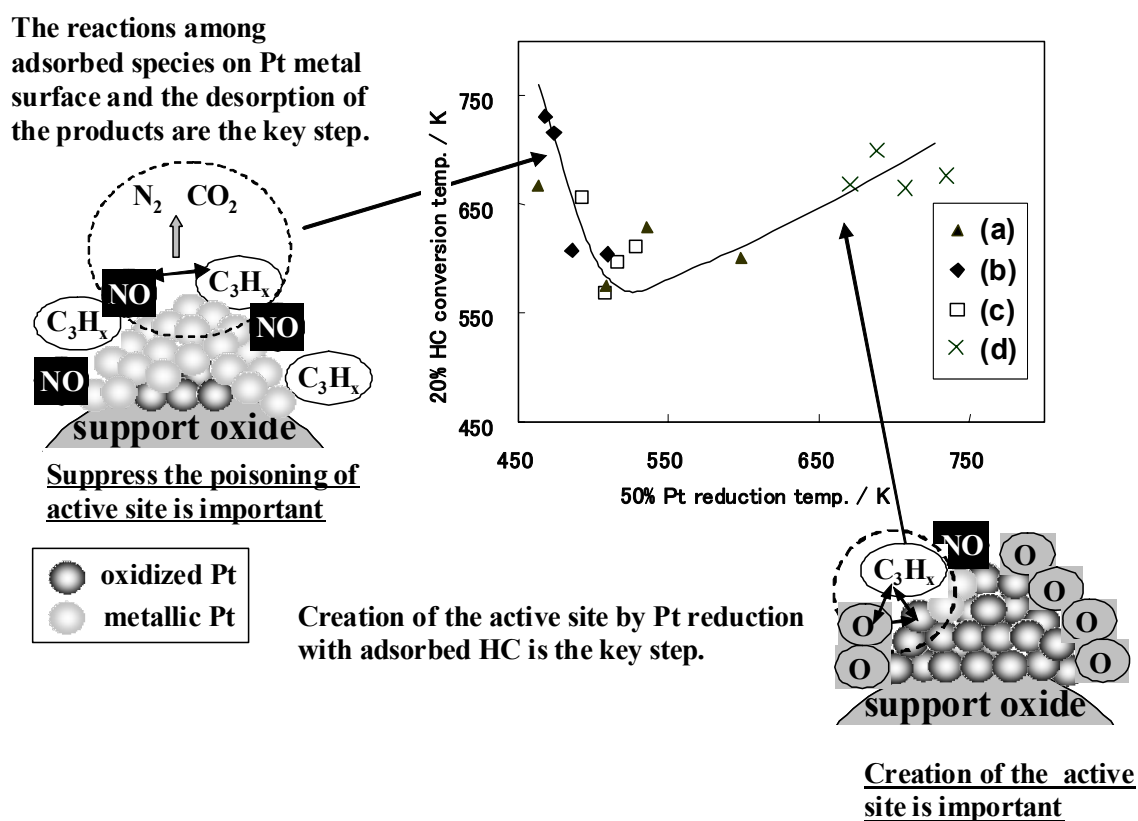 The reactions among
adsorbed species on Pt metal
surface and the desorption of
the products are the key step.
N₂ CO₂
NO
C₃Hₓ
C₃Hₓ
NO
NO
C₃Hₓ
support oxide
Suppress the poisoning of
active site is important
oxidized Pt
metallic Pt
20% HC conversion temp. / K
750
650
550
450
450 550 650 750
50% Pt reduction temp. / K
(a)
(b)
(c)
(d)
Creation of the active site by Pt reduction
with adsorbed HC is the key step.
NO
C₃Hₓ
O
O
O
O
O
O
support oxide
Creation of the active
site is important